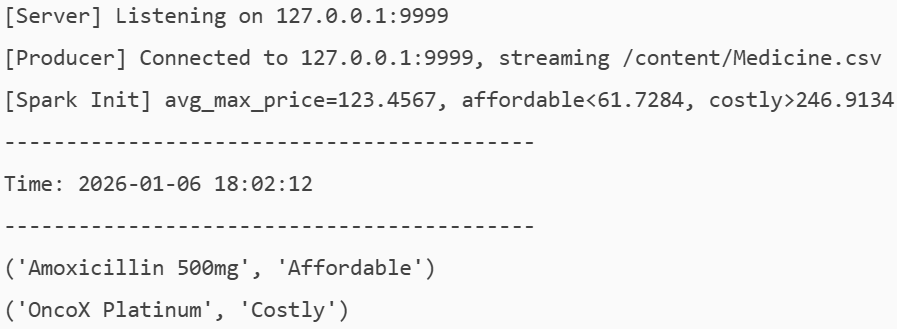 [Server] Listening on 127.0.0.1:9999
[Producer] Connected to 127.0.0.1:9999, streaming /content/Medicine.csv
[Spark Init] avg_max_price=123.4567, affordable<61.7284, costly>246.9134
-------------------------------------------
Time: 2026-01-06 18:02:12
-------------------------------------------
('Amoxicillin 500mg', 'Affordable')
('OncoX Platinum', 'Costly')